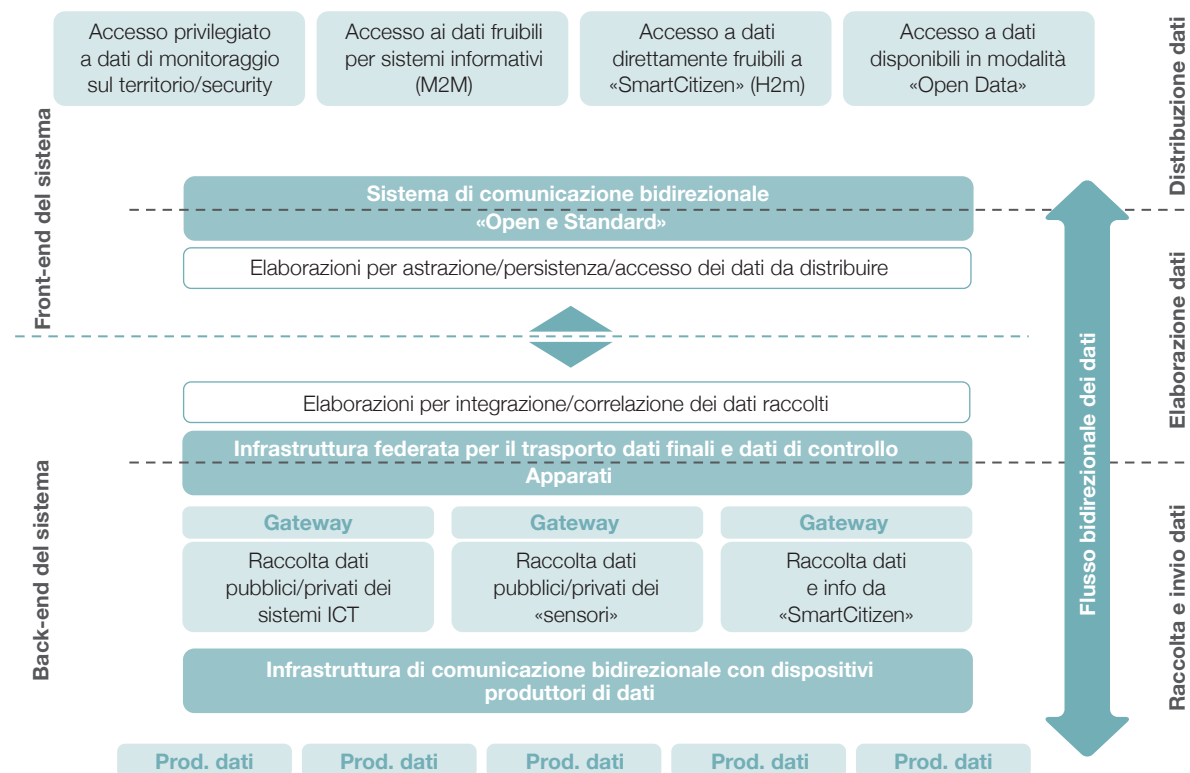 Accesso privilegiato
a dati di monitoraggio
sul territorio/security
Accesso ai dati fruibili
per sistemi informativi
(M2M)
Accesso a dati
direttamente fruibili a
«SmartCitizen» (H2m)
Accesso a dati
disponibili in modalità
«Open Data»
Distribuzione dati
Front-end del sistema
Sistema di comunicazione bidirezionale
«Open e Standard»
Elaborazioni per astrazione/persistenza/accesso dei dati da distribuire
Elaborazione dati
Flusso bidirezionale dei dati
Elaborazioni per integrazione/correlazione dei dati raccolti
Infrastruttura federata per il trasporto dati finali e dati di controllo
Apparati
Back-end del sistema
Gateway
Raccolta dati
pubblici/privati dei
sistemi ICT
Gateway
Raccolta dati
pubblici/privati dei
«sensori»
Gateway
Raccolta dati
e info da
«SmartCitizen»
Raccolta e invio dati
Infrastruttura di comunicazione bidirezionale con dispositivi
produttori di dati
Prod. dati
Prod. dati
Prod. dati
Prod. dati
Prod. dati